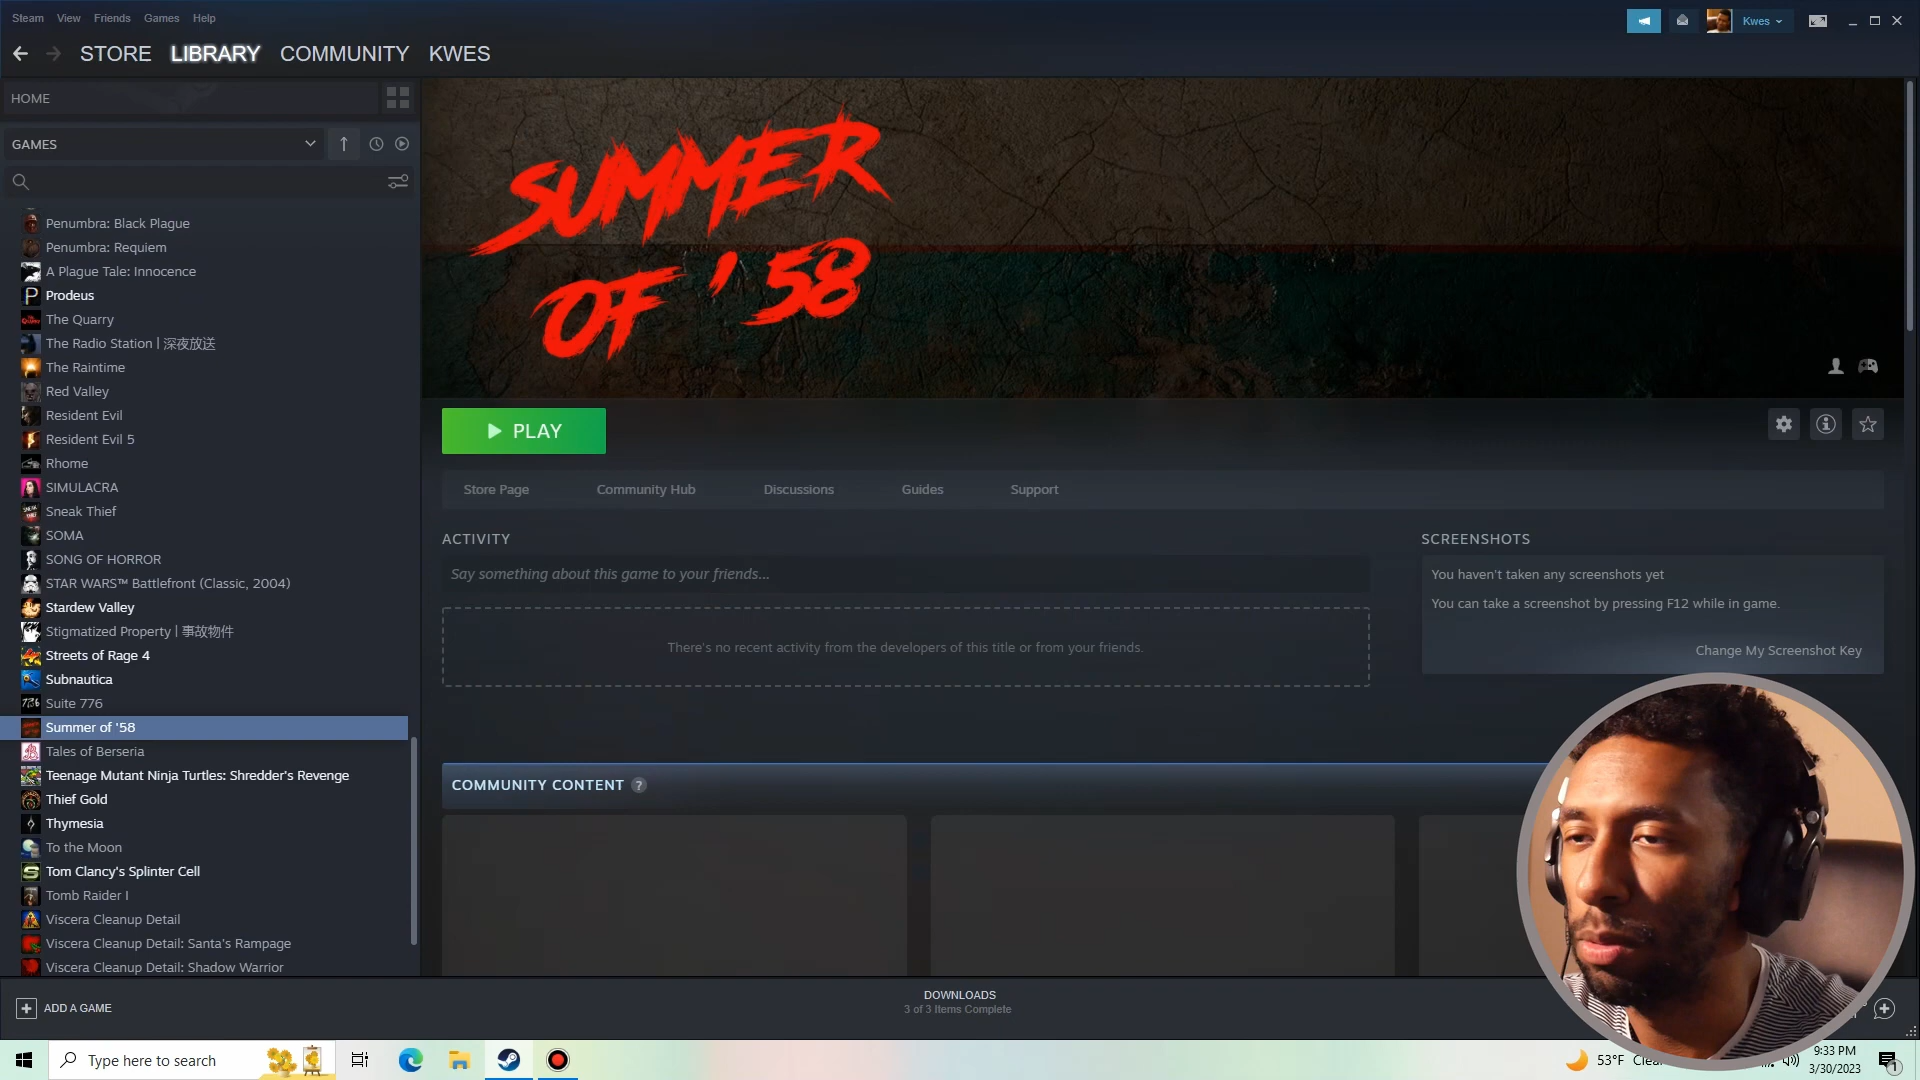 Steam View Friends Games Help
Kwes
STORE LIBRARY COMMUNITY KWES
HOME
GAMES
Penumbra: Black Plague
Penumbra: Requiem
A Plague Tale: Innocence
Prodeus
The Quarry
The Radio Station | 深夜放送
The Raintime
Red Valley
Resident Evil
Resident Evil 5
Rhome
SIMULACRA
Sneak Thief
SOMA
SONG OF HORROR
STAR WARS™ Battlefront (Classic, 2004)
Stardew Valley
Stigmatized Property | 事故物件
Streets of Rage 4
Subnautica
Suite 776
Summer of '58
Tales of Berseria
Teenage Mutant Ninja Turtles: Shredder's Revenge
Thief Gold
Thymesia
To the Moon
Tom Clancy's Splinter Cell
Tomb Raider I
Viscera Cleanup Detail
Viscera Cleanup Detail: Santa's Rampage
Viscera Cleanup Detail: Shadow Warrior
ADD A GAME
SUMMER
OF '58
PLAY
Store Page Community Hub Discussions Guides Support
ACTIVITY
Say something about this game to your friends...
There's no recent activity from the developers of this title or from your friends.
SCREENSHOTS
You haven't taken any screenshots yet
You can take a screenshot by pressing F12 while in game.
Change My Screenshot Key
COMMUNITY CONTENT ?
DOWNLOADS
3 of 3 Items Complete
Type here to search
53°F
9:33 PM
3/30/2023
1